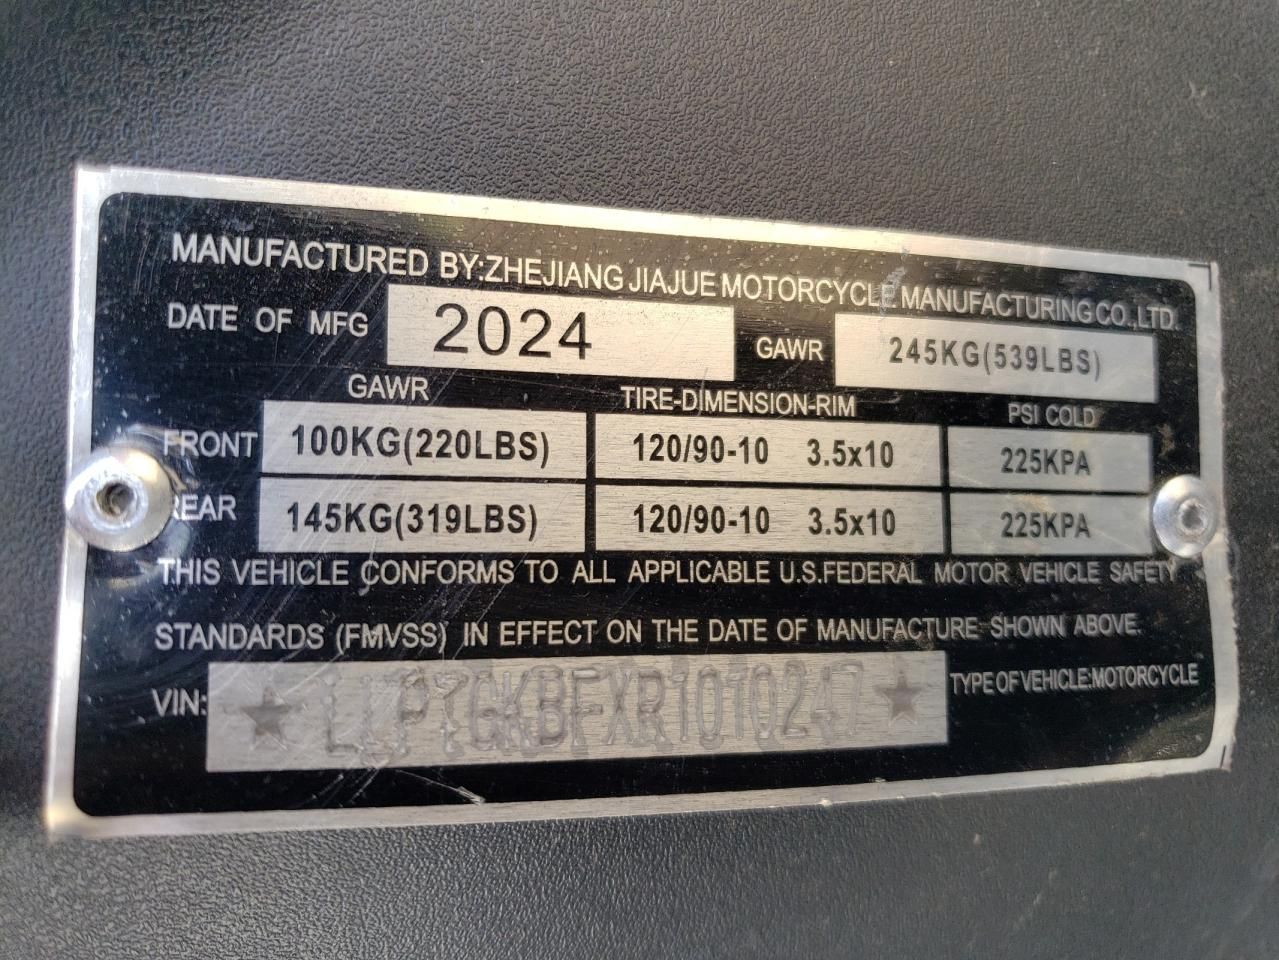 MANUFACTURED BY:ZHEJIANG JIAJUE MOTORCYCLE MANUFACTURING CO.,LTD.
DATE OF MFG 2024 GAWR 245KG(539LBS)
GAWR TIRE-DIMENSION-RIM PSI COLD
FRONT 100KG(220LBS) 120/90-10 3.5x10 225KPA
REAR 145KG(319LBS) 120/90-10 3.5x10 225KPA
THIS VEHICLE CONFORMS TO ALL APPLICABLE U.S.FEDERAL MOTOR VEHICLE SAFETY
STANDARDS (FMVSS) IN EFFECT ON THE DATE OF MANUFACTURE SHOWN ABOVE.
VIN: ★LLP1GKBFXR1010247★ TYPE OF VEHICLE:MOTORCYCLE